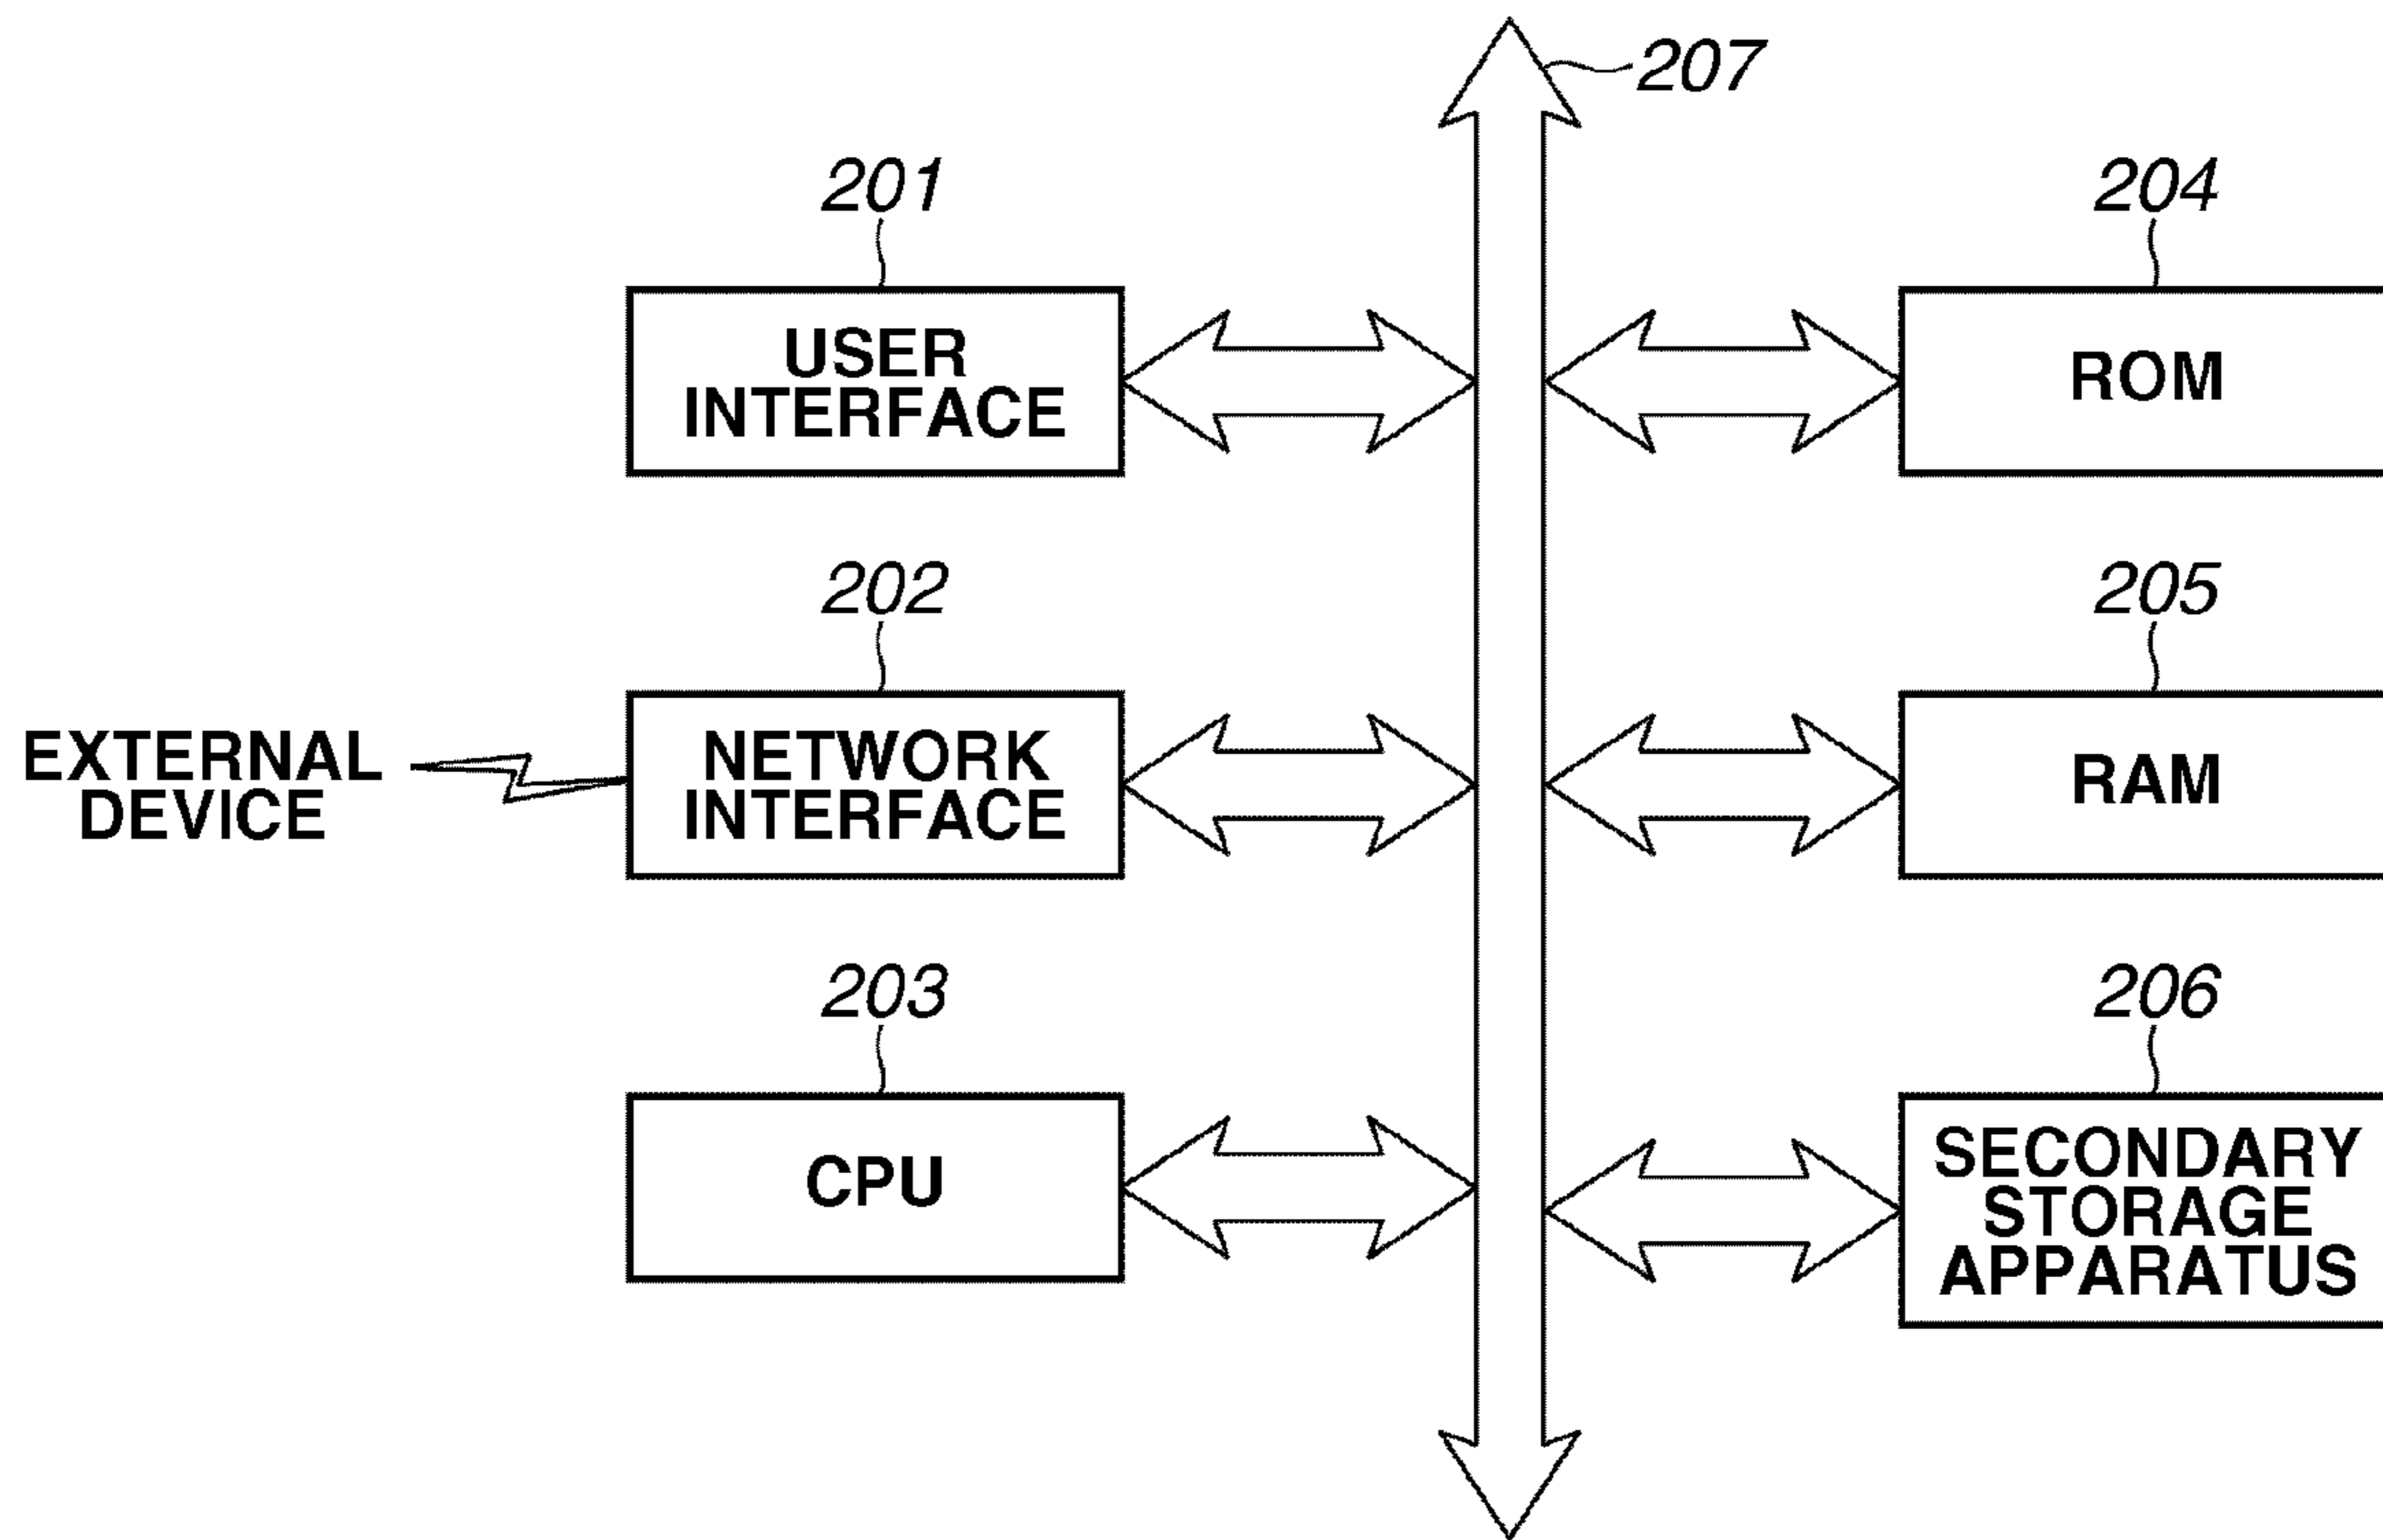 207
201
USER
INTERFACE
204
ROM
202
NETWORK
INTERFACE
EXTERNAL
DEVICE
205
RAM
203
CPU
206
SECONDARY
STORAGE
APPARATUS